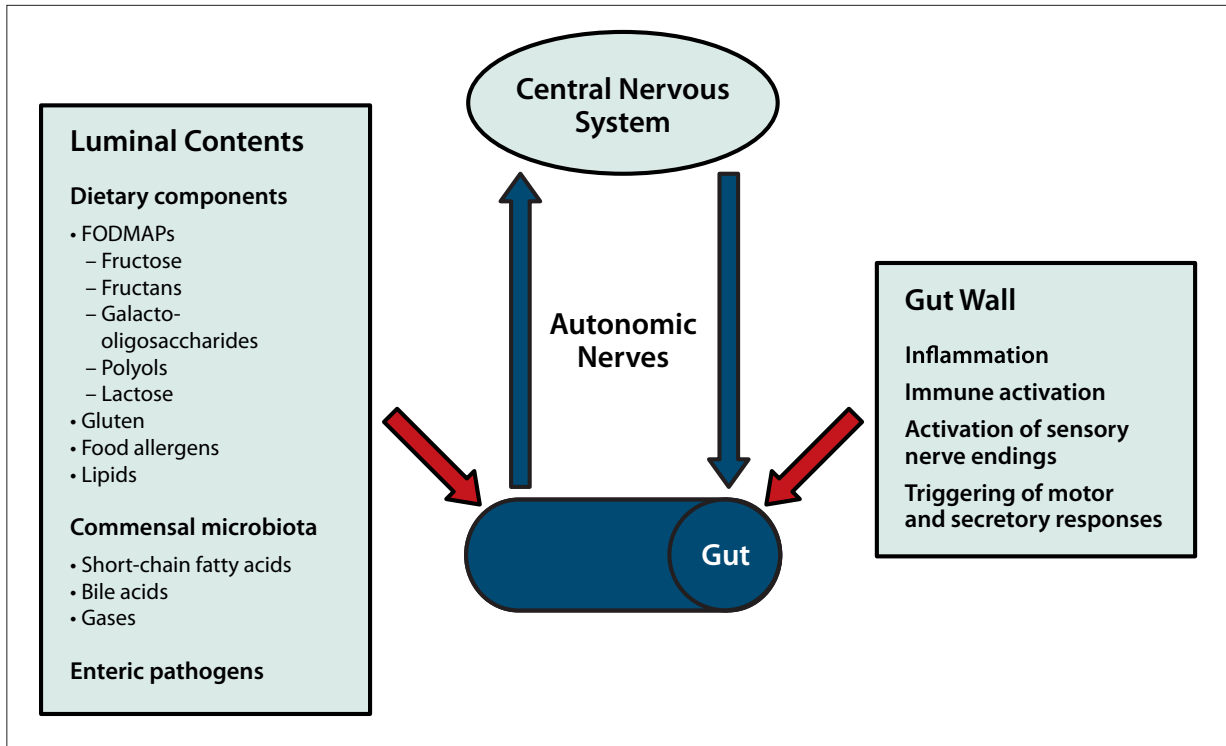 Central Nervous
System
Luminal Contents
Dietary components
• FODMAPs
– Fructose
– Fructans
– Galacto-
oligosaccharides
– Polyols
– Lactose
• Gluten
• Food allergens
• Lipids
Commensal microbiota
• Short-chain fatty acids
• Bile acids
• Gases
Enteric pathogens
Autonomic
Nerves
Gut
Gut Wall
Inflammation
Immune activation
Activation of sensory
nerve endings
Triggering of motor
and secretory responses